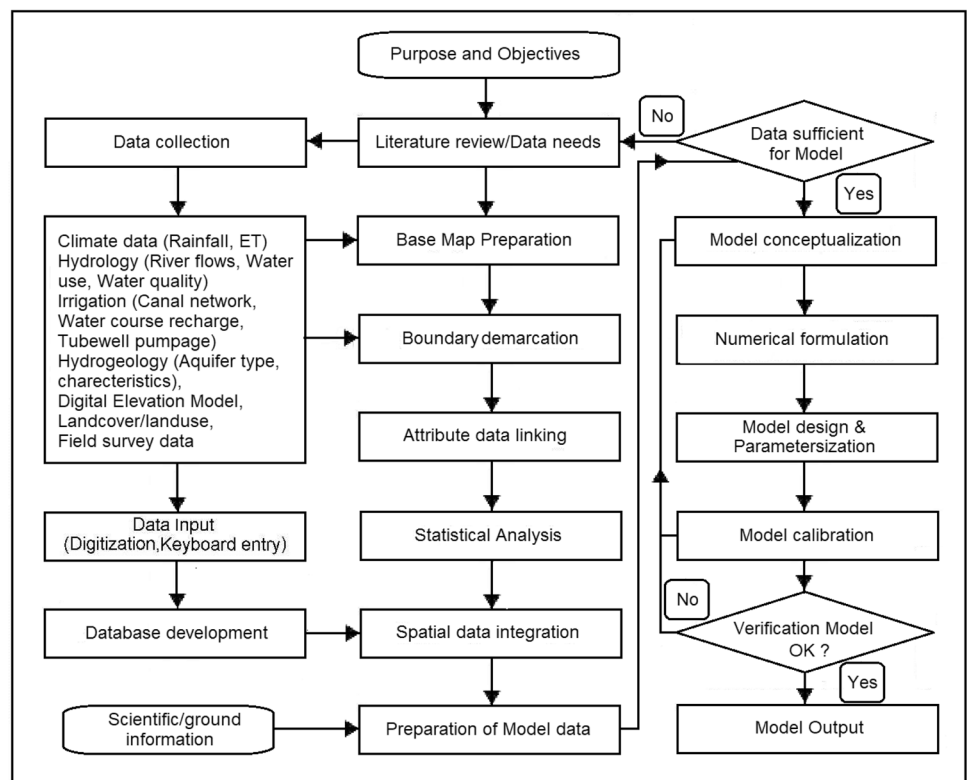 Purpose and Objectives
Data collection
Literature review/Data needs
No
Data sufficient
for Model
Yes
Climate data (Rainfall, ET)
Hydrology (River flows, Water
use, Water quality)
Irrigation (Canal network,
Water course recharge,
Tubewell pumpage)
Hydrogeology (Aquifer type,
charecteristics),
Digital Elevation Model,
Landcover/landuse,
Field survey data
Base Map Preparation
Model conceptualization
Boundary demarcation
Numerical formulation
Attribute data linking
Model design &
Parametersization
Data Input
(Digitization,Keyboard entry)
Statistical Analysis
Model calibration
No
Database development
Spatial data integration
Verification Model
OK ?
Yes
Scientific/ground
information
Preparation of Model data
Model Output